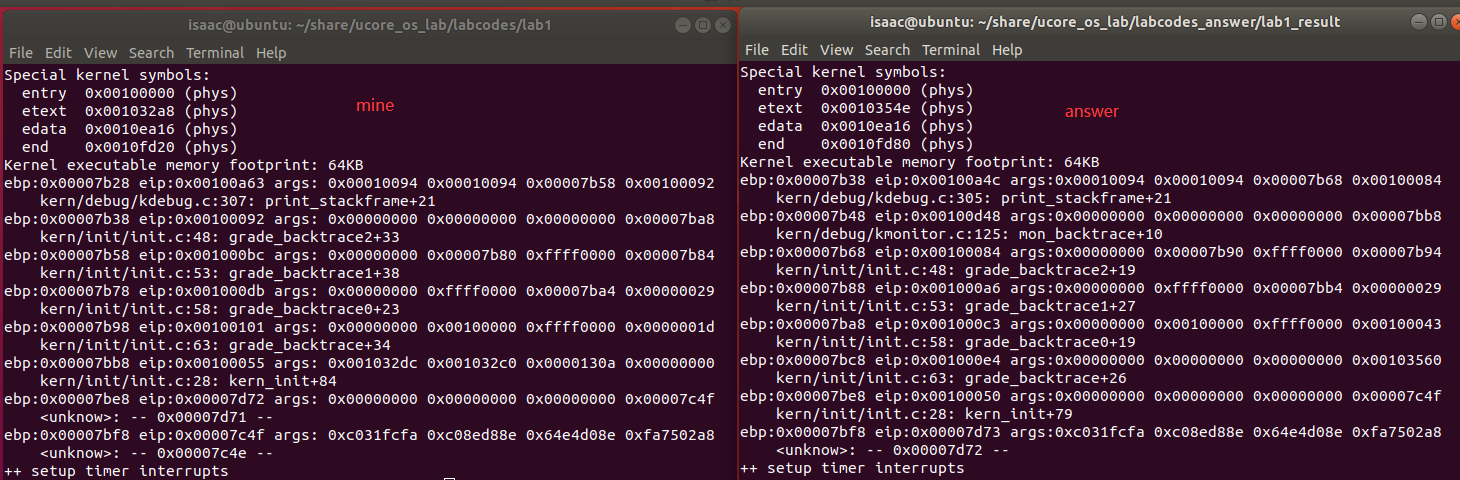 isaac@ubuntu: ~/share/ucore_os_lab/labcodes/lab1
File Edit View Search Terminal Help
Special kernel symbols:
  entry  0x00100000 (phys)
  etext  0x001032a8 (phys)
  edata  0x0010ea16 (phys)
  end    0x0010fd20 (phys)
Kernel executable memory footprint: 64KB
ebp:0x00007b28 eip:0x00100a63 args: 0x00010094 0x00010094 0x00007b58 0x00100092
    kern/debug/kdebug.c:307: print_stackframe+21
ebp:0x00007b38 eip:0x00100092 args: 0x00000000 0x00000000 0x00000000 0x00007ba8
    kern/init/init.c:48: grade_backtrace2+33
ebp:0x00007b58 eip:0x001000bc args: 0x00000000 0x00007b80 0xffff0000 0x00007b84
    kern/init/init.c:53: grade_backtrace1+38
ebp:0x00007b78 eip:0x001000db args: 0x00000000 0xffff0000 0x00007ba4 0x00000029
    kern/init/init.c:58: grade_backtrace0+23
ebp:0x00007b98 eip:0x00100101 args: 0x00000000 0x00100000 0xffff0000 0x0000001d
    kern/init/init.c:63: grade_backtrace+34
ebp:0x00007bb8 eip:0x00100055 args: 0x001032dc 0x001032c0 0x0000130a 0x00000000
    kern/init/init.c:28: kern_init+84
ebp:0x00007be8 eip:0x00007d72 args: 0x00000000 0x00000000 0x00000000 0x00007c4f
    <unknow>: -- 0x00007d71 --
ebp:0x00007bf8 eip:0x00007c4f args: 0xc031fcfa 0xc08ed88e 0x64e4d08e 0xfa7502a8
    <unknow>: -- 0x00007c4e --
++ setup timer interrupts
mine
isaac@ubuntu: ~/share/ucore_os_lab/labcodes_answer/lab1_result
File Edit View Search Terminal Help
Special kernel symbols:
  entry  0x00100000 (phys)
  etext  0x0010354e (phys)
  edata  0x0010ea16 (phys)
  end    0x0010fd80 (phys)
Kernel executable memory footprint: 64KB
ebp:0x00007b38 eip:0x00100a4c args:0x00010094 0x00010094 0x00007b68 0x00100084
    kern/debug/kdebug.c:305: print_stackframe+21
ebp:0x00007b48 eip:0x00100d48 args:0x00000000 0x00000000 0x00000000 0x00007bb8
    kern/debug/kmonitor.c:125: mon_backtrace+10
ebp:0x00007b68 eip:0x00100084 args:0x00000000 0x00007b90 0xffff0000 0x00007b94
    kern/init/init.c:48: grade_backtrace2+19
ebp:0x00007b88 eip:0x001000a6 args:0x00000000 0xffff0000 0x00007bb4 0x00000029
    kern/init/init.c:53: grade_backtrace1+27
ebp:0x00007ba8 eip:0x001000c3 args:0x00000000 0x00100000 0xffff0000 0x00100043
    kern/init/init.c:58: grade_backtrace0+19
ebp:0x00007bc8 eip:0x001000e4 args:0x00000000 0x00000000 0x00000000 0x00103560
    kern/init/init.c:63: grade_backtrace+26
ebp:0x00007be8 eip:0x00100050 args:0x00000000 0x00000000 0x00000000 0x00007c4f
    kern/init/init.c:28: kern_init+79
ebp:0x00007bf8 eip:0x00007d73 args:0xc031fcfa 0xc08ed88e 0x64e4d08e 0xfa7502a8
    <unknow>: -- 0x00007d72 --
++ setup timer interrupts
answer